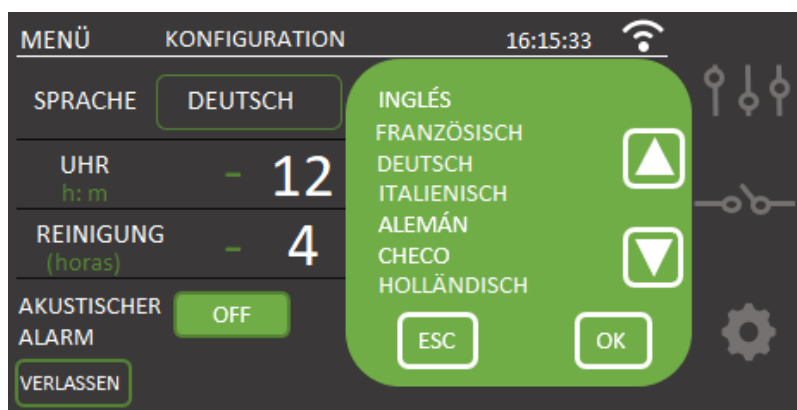 MENÜ KONFIGURATION 16:15:33
SPRACHE DEUTSCH
UHR
h: m
- 12
REINIGUNG
(horas)
- 4
AKUSTISCHER
ALARM
OFF
VERLASSEN
INGLÉS
FRANZÖSISCH
DEUTSCH
ITALIENISCH
ALEMÁN
CHECO
HOLLÄNDISCH
ESC OK